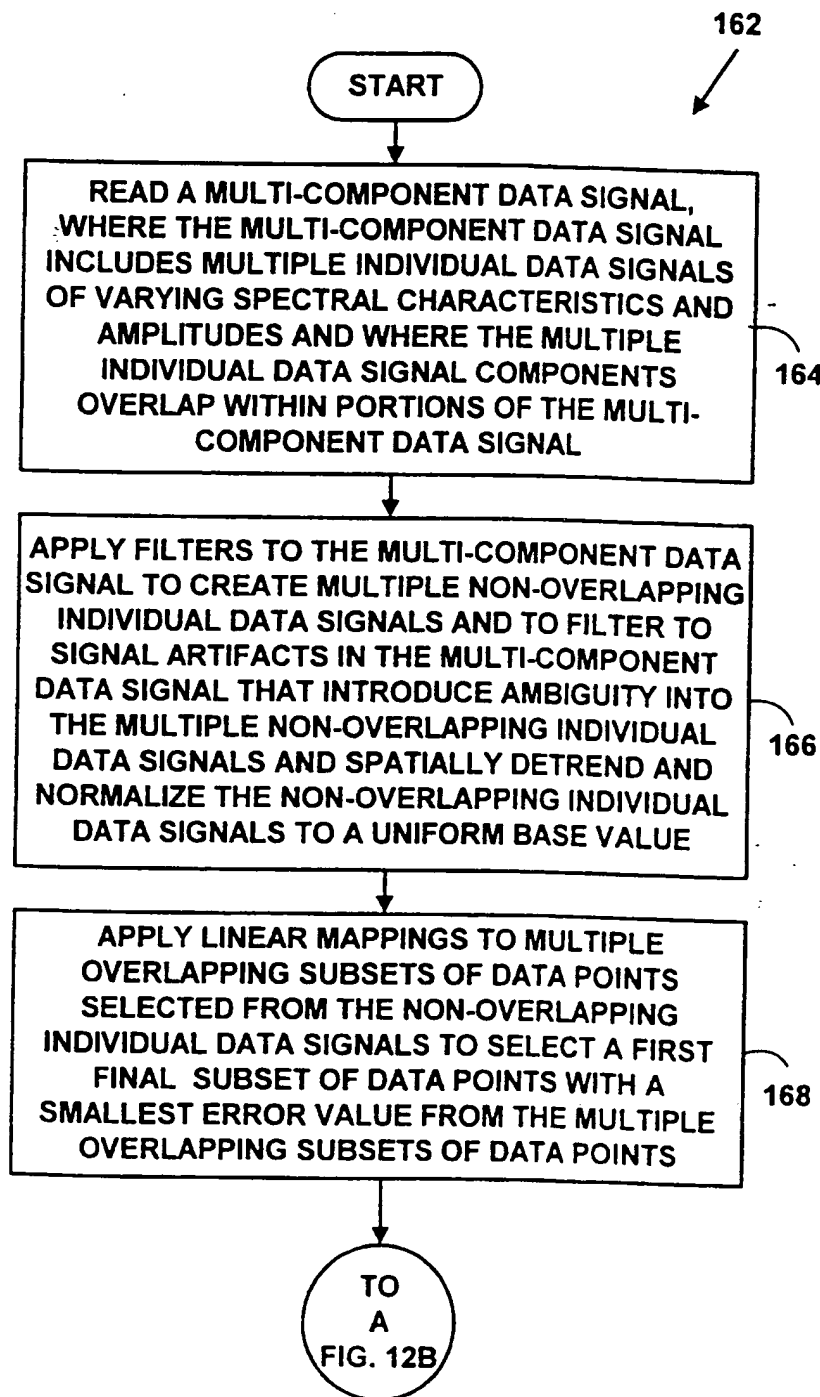 162
START
READ A MULTI-COMPONENT DATA SIGNAL,
WHERE THE MULTI-COMPONENT DATA SIGNAL
INCLUDES MULTIPLE INDIVIDUAL DATA SIGNALS
OF VARYING SPECTRAL CHARACTERISTICS AND
AMPLITUDES AND WHERE THE MULTIPLE
INDIVIDUAL DATA SIGNAL COMPONENTS
OVERLAP WITHIN PORTIONS OF THE MULTI-
COMPONENT DATA SIGNAL
164
APPLY FILTERS TO THE MULTI-COMPONENT DATA
SIGNAL TO CREATE MULTIPLE NON-OVERLAPPING
INDIVIDUAL DATA SIGNALS AND TO FILTER TO
SIGNAL ARTIFACTS IN THE MULTI-COMPONENT
DATA SIGNAL THAT INTRODUCE AMBIGUITY INTO
THE MULTIPLE NON-OVERLAPPING INDIVIDUAL
DATA SIGNALS AND SPATIALLY DETREND AND
NORMALIZE THE NON-OVERLAPPING INDIVIDUAL
DATA SIGNALS TO A UNIFORM BASE VALUE
166
APPLY LINEAR MAPPINGS TO MULTIPLE
OVERLAPPING SUBSETS OF DATA POINTS
SELECTED FROM THE NON-OVERLAPPING
INDIVIDUAL DATA SIGNALS TO SELECT A FIRST
FINAL SUBSET OF DATA POINTS WITH A
SMALLEST ERROR VALUE FROM THE MULTIPLE
OVERLAPPING SUBSETS OF DATA POINTS
168
TO
A
FIG. 12B